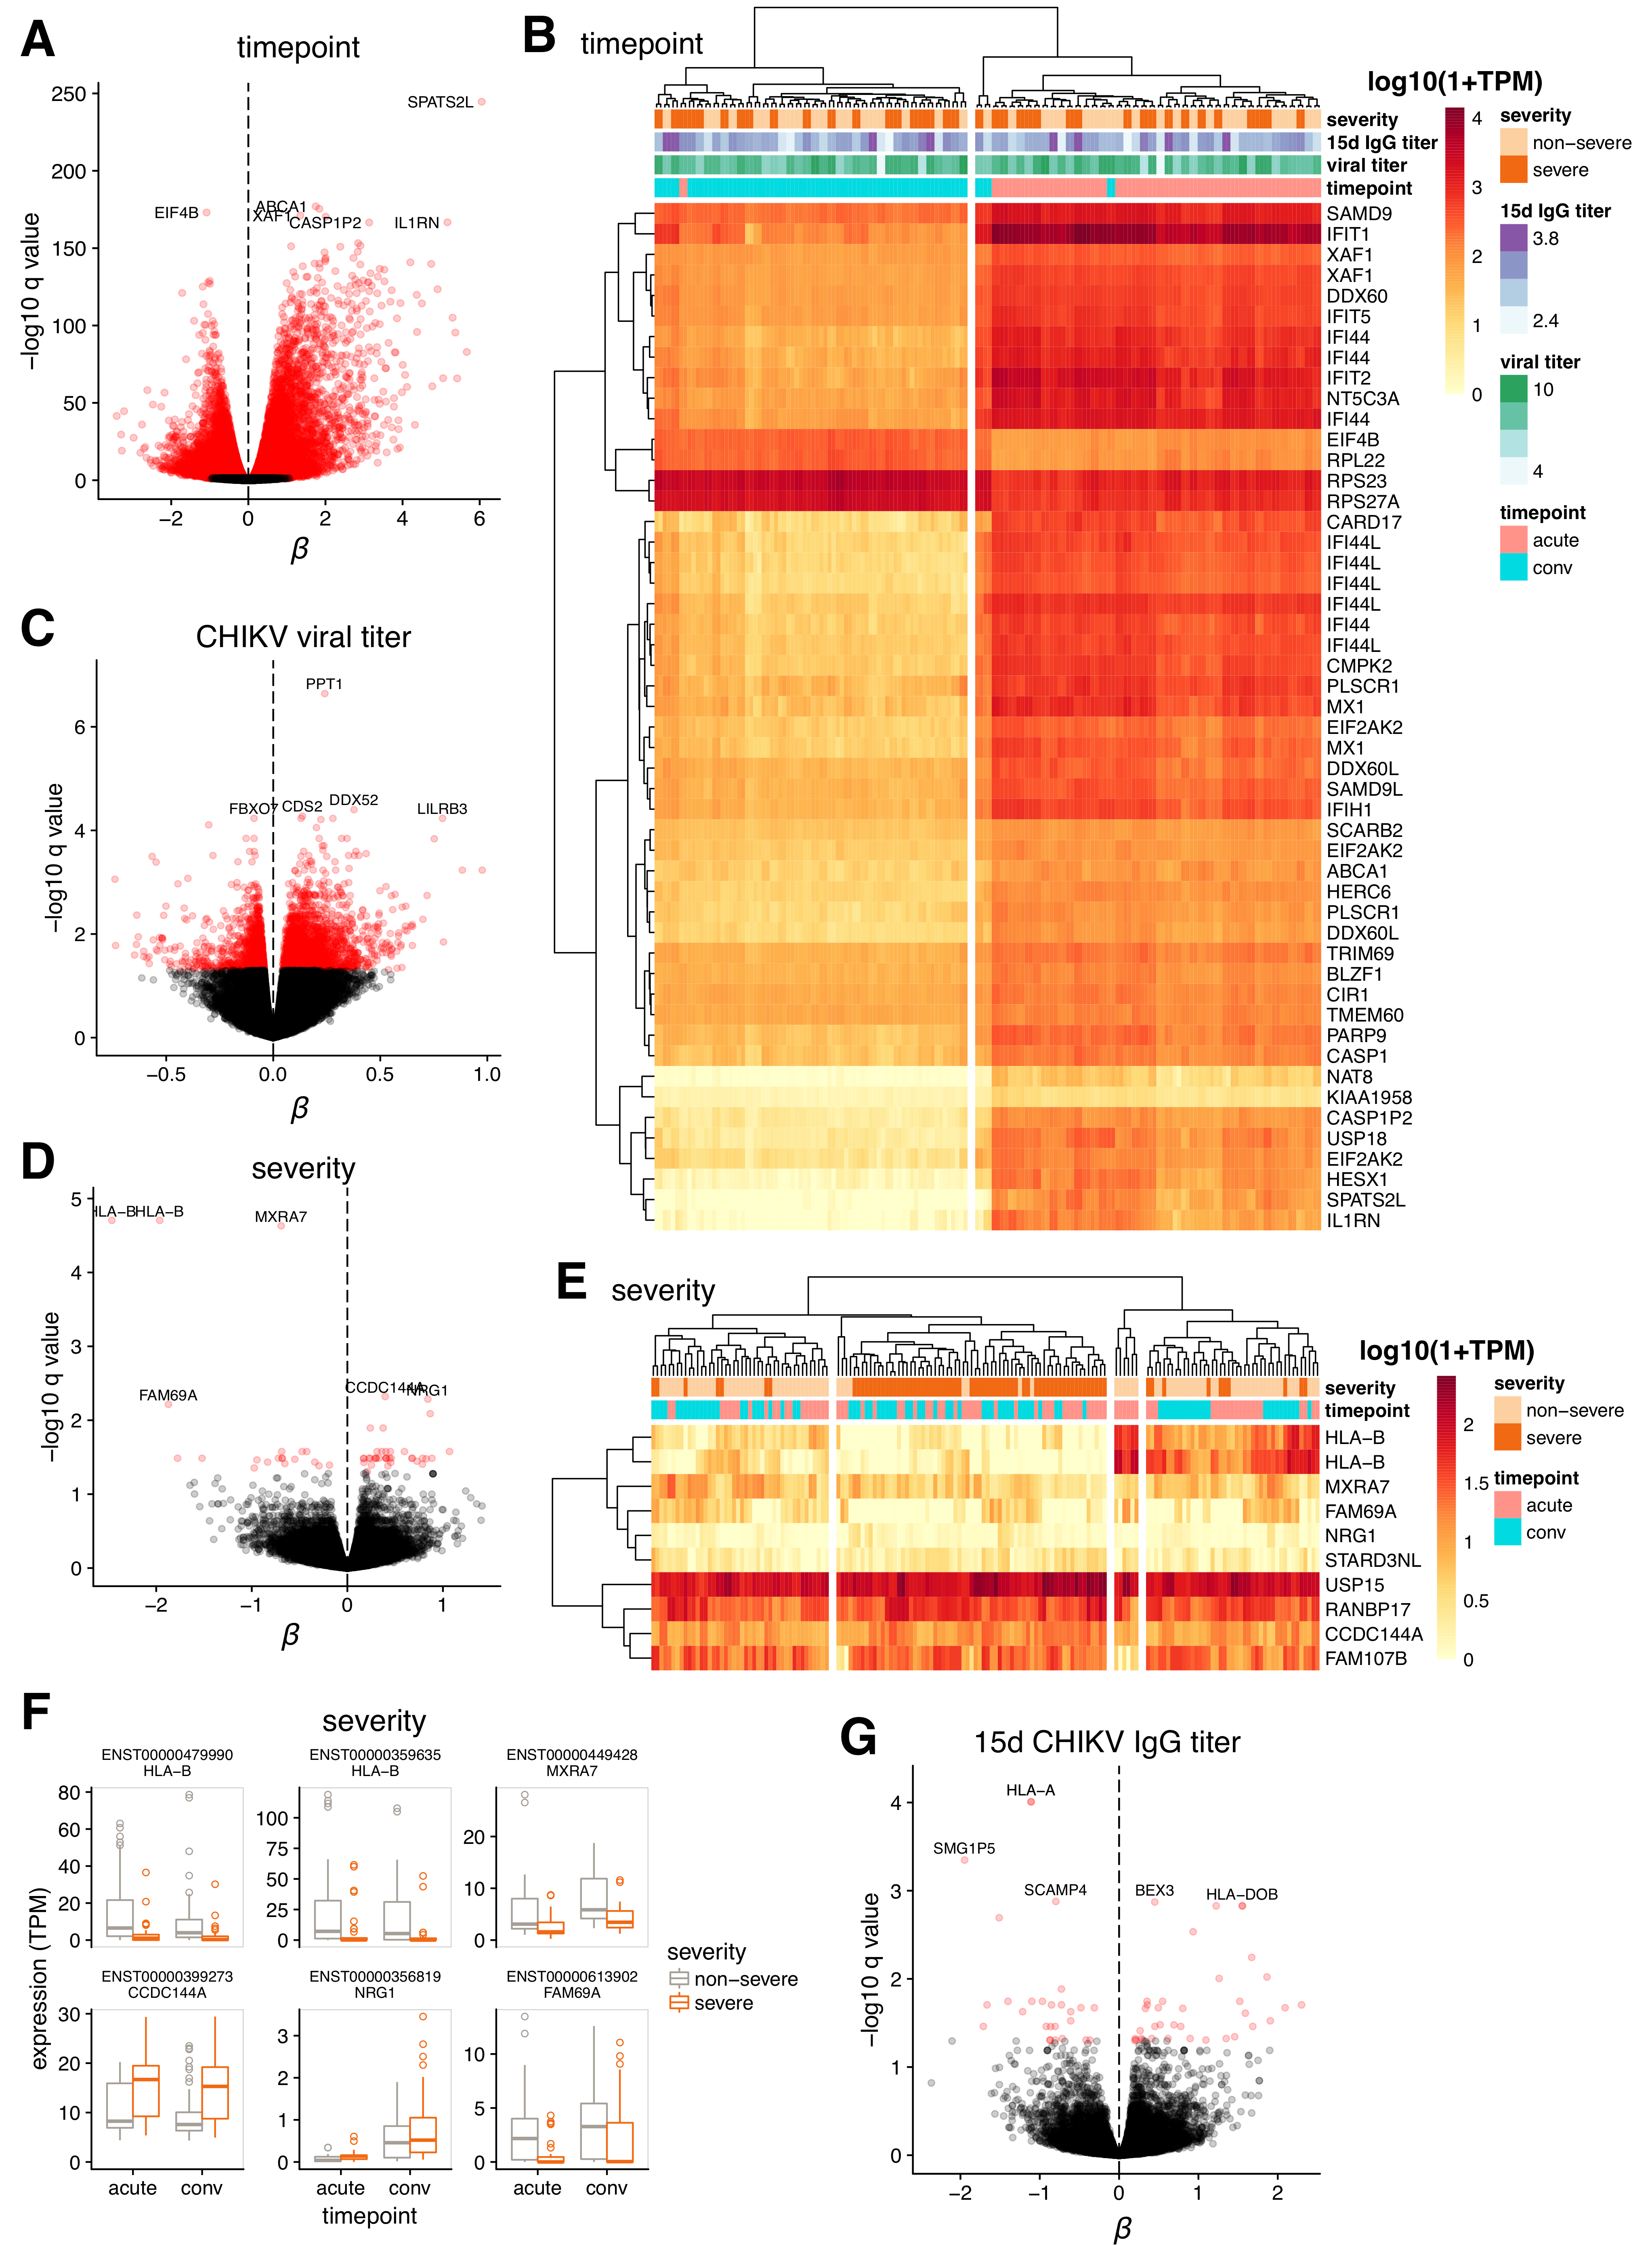 A
timepoint
−log10 q value
250
200
150
100
50
0
SPATS2L
EIF4B
ABCA1
XAF1
CASP1P2
IL1RN
−2
0
2
4
6
β
B
timepoint
severity
15d IgG titer
viral titer
timepoint
SAMD9
IFIT1
XAF1
XAF1
DDX60
IFIT5
IFI44
IFI44
IFIT2
NT5C3A
IFI44
EIF4B
RPL22
RPS23
RPS27A
CARD17
IFI44L
IFI44L
IFI44L
IFI44L
IFI44
IFI44L
CMPK2
PLSCR1
MX1
EIF2AK2
MX1
DDX60L
SAMD9L
IFIH1
SCARB2
EIF2AK2
ABCA1
HERC6
PLSCR1
DDX60L
TRIM69
BLZF1
CIR1
TMEM60
PARP9
CASP1
NAT8
KIAA1958
CASP1P2
USP18
EIF2AK2
HESX1
SPATS2L
IL1RN
log10(1+TPM)
4
3
2
1
0
severity
non−severe
severe
15d IgG titer
3.8
2.4
viral titer
10
4
timepoint
acute
conv
C
CHIKV viral titer
−log10 q value
6
4
2
0
PPT1
FBXO7
CDS2
DDX52
LILRB3
−0.5
0.0
0.5
1.0
β
D
severity
−log10 q value
5
4
3
2
1
0
HLA−B
HLA−B
MXRA7
FAM69A
CCDC144A
NRG1
−2
−1
0
1
β
E
severity
severity
timepoint
HLA−B
HLA−B
MXRA7
FAM69A
NRG1
STARD3NL
USP15
RANBP17
CCDC144A
FAM107B
log10(1+TPM)
2
1.5
1
0.5
0
severity
non−severe
severe
timepoint
acute
conv
F
severity
expression (TPM)
ENST00000479990
HLA−B
80
60
40
20
0
ENST00000359635
HLA−B
100
75
50
25
0
ENST00000449428
MXRA7
20
10
0
ENST00000399273
CCDC144A
30
20
10
0
acute
conv
ENST00000356819
NRG1
3
2
1
0
acute
conv
ENST00000613902
FAM69A
10
5
0
acute
conv
timepoint
severity
non−severe
severe
G
15d CHIKV IgG titer
−log10 q value
4
3
2
1
0
HLA−A
SMG1P5
SCAMP4
BEX3
HLA−DOB
−2
−1
0
1
2
β